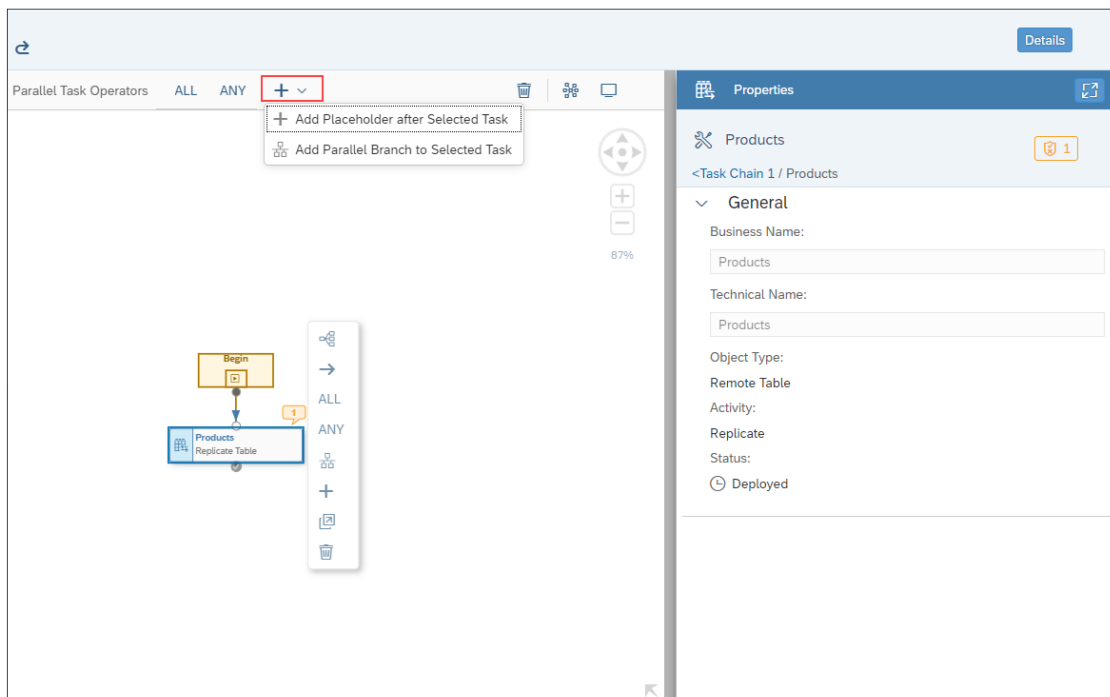 Details
Parallel Task Operators ALL ANY
Add Placeholder after Selected Task
Add Parallel Branch to Selected Task
87%
Begin
1
Products
Replicate Table
ALL
ANY
Properties
Products
1
<Task Chain 1 / Products
General
Business Name:
Products
Technical Name:
Products
Object Type:
Remote Table
Activity:
Replicate
Status:
Deployed